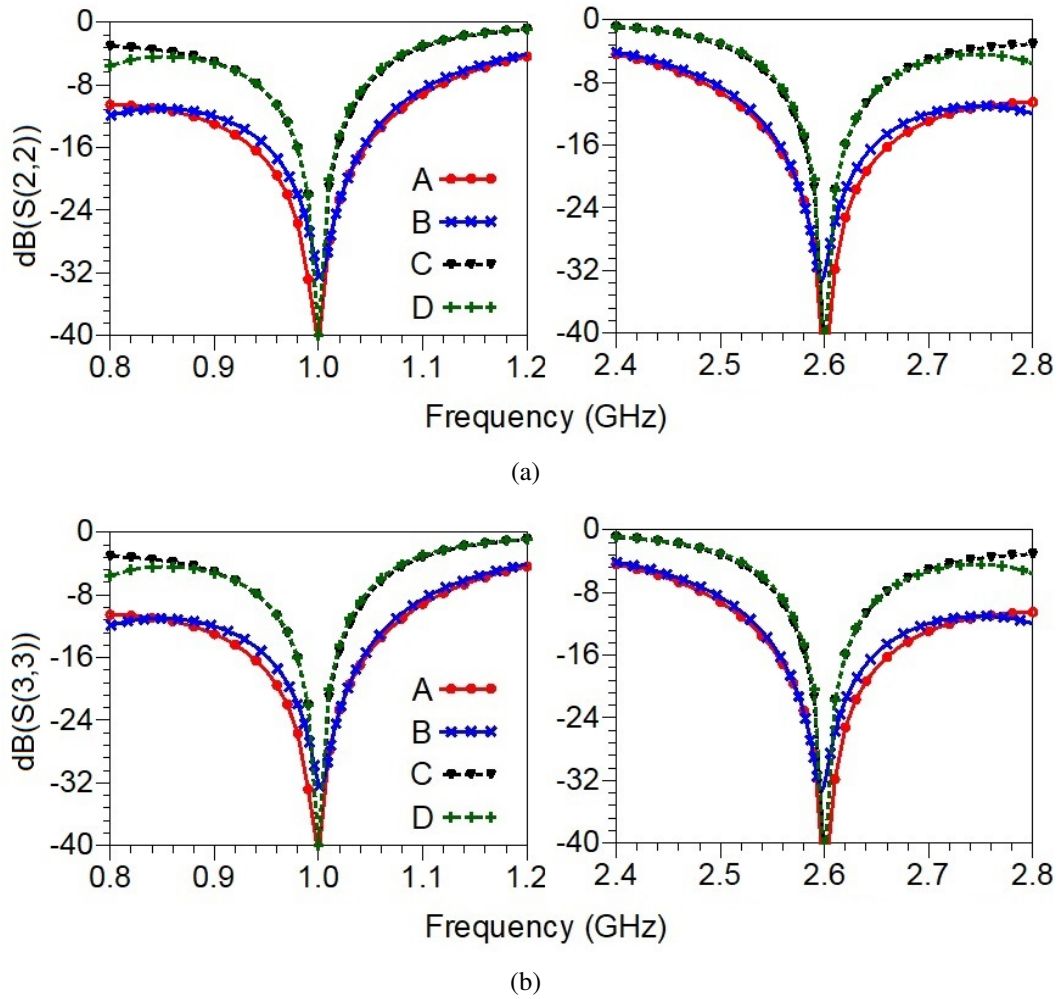 dB(S(2,2))
0
-8
-16
-24
-32
-40
A
B
C
D
0.8 0.9 1.0 1.1 1.2
0
-8
-16
-24
-32
-40
2.4 2.5 2.6 2.7 2.8
Frequency (GHz)
(a)
dB(S(3,3))
0
-8
-16
-24
-32
-40
A
B
C
D
0.8 0.9 1.0 1.1 1.2
0
-8
-16
-24
-32
-40
2.4 2.5 2.6 2.7 2.8
Frequency (GHz)
(b)